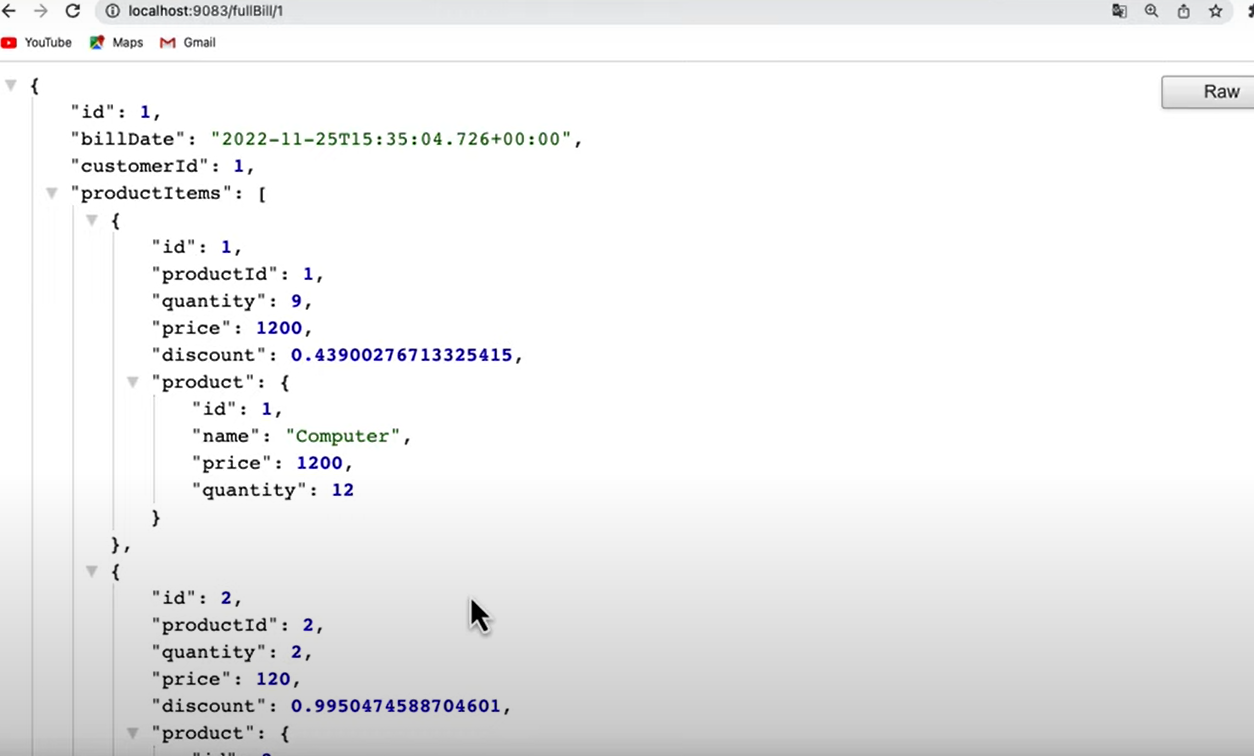 localhost:9083/fullBill/1
YouTube Maps Gmail
{
Raw
"id": 1,
"billDate": "2022-11-25T15:35:04.726+00:00",
"customerId": 1,
"productItems": [
{
"id": 1,
"productId": 1,
"quantity": 9,
"price": 1200,
"discount": 0.43900276713325415,
"product": {
"id": 1,
"name": "Computer",
"price": 1200,
"quantity": 12
}
},
{
"id": 2,
"productId": 2,
"quantity": 2,
"price": 120,
"discount": 0.9950474588704601,
"product": {